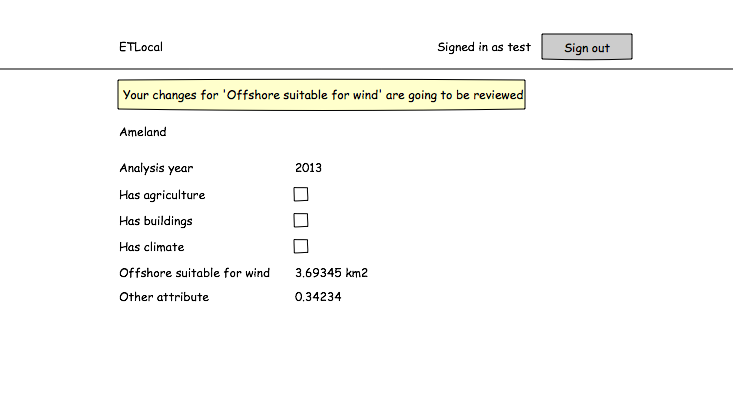 ETLocal Signed in as test Sign out
Your changes for 'Offshore suitable for wind' are going to be reviewed
Ameland
Analysis year 2013
Has agriculture
Has buildings
Has climate
Offshore suitable for wind 3.69345 km2
Other attribute 0.34234